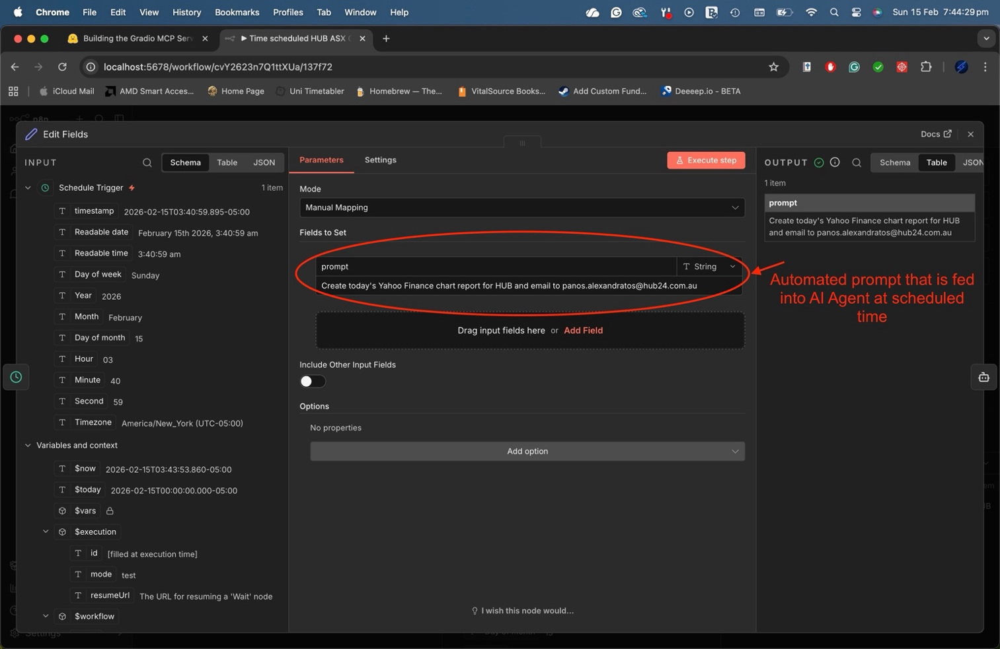 Chrome File Edit View History Bookmarks Profiles Tab Window Help Sun 15 Feb 7:44:29 pm
Building the Gradio MCP Serv
Time scheduled HUB ASX
localhost:5678/workflow/cvY2623n7Q1ttXUa/137f72
iCloud Mail AMD Smart Acces... Home Page Uni Timetabler Homebrew — The... VitalSource Books... Add Custom Fund... Deeeep.io - BETA
n8n
Edit Fields
Docs
INPUT
Schema Table JSON
Schedule Trigger 1 item
T timestamp 2026-02-15T03:40:59.895-05:00
T Readable date February 15th 2026, 3:40:59 am
T Readable time 3:40:59 am
T Day of week Sunday
T Year 2026
T Month February
T Day of month 15
T Hour 03
T Minute 40
T Second 59
T Timezone America/New_York (UTC-05:00)
Variables and context
T $now 2026-02-15T03:43:53.860-05:00
T $today 2026-02-15T00:00:00.000-05:00
$vars
$execution
T id [filled at execution time]
T mode test
T resumeUrl The URL for resuming a 'Wait' node
$workflow
Settings
Parameters Settings
Execute step
Mode
Manual Mapping
Fields to Set
prompt T String
Create today's Yahoo Finance chart report for HUB and email to panos.alexandratos@hub24.com.au
Drag input fields here or Add Field
Include Other Input Fields
Options
No properties
Add option
I wish this node would...
Day of month 15
OUTPUT
Schema Table JSON
1 item
prompt
Create today's Yahoo Finance chart report for HUB
and email to panos.alexandratos@hub24.com.au
Automated prompt that is fed
into AI Agent at scheduled
time